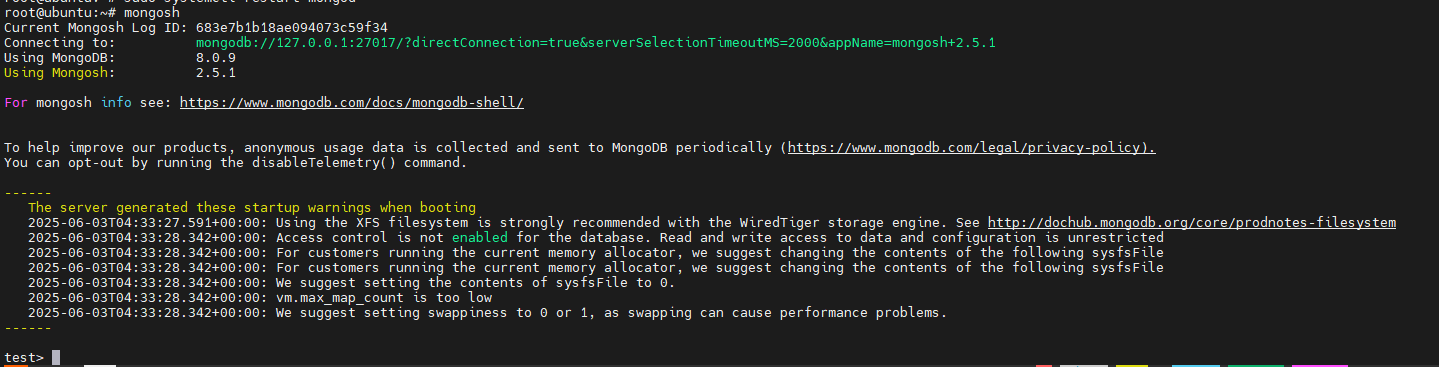 root@ubuntu:~# sudo systemctl restart mongod
root@ubuntu:~# mongosh
Current Mongosh Log ID: 683e7b1b18ae094073c59f34
Connecting to: mongodb://127.0.0.1:27017/?directConnection=true&serverSelectionTimeoutMS=2000&appName=mongosh+2.5.1
Using MongoDB: 8.0.9
Using Mongosh: 2.5.1
For mongosh info see: https://www.mongodb.com/docs/mongodb-shell/
To help improve our products, anonymous usage data is collected and sent to MongoDB periodically (https://www.mongodb.com/legal/privacy-policy).
You can opt-out by running the disableTelemetry() command.
------
The server generated these startup warnings when booting
2025-06-03T04:33:27.591+00:00: Using the XFS filesystem is strongly recommended with the WiredTiger storage engine. See http://dochub.mongodb.org/core/prodnotes-filesystem
2025-06-03T04:33:28.342+00:00: Access control is not enabled for the database. Read and write access to data and configuration is unrestricted
2025-06-03T04:33:28.342+00:00: For customers running the current memory allocator, we suggest changing the contents of the following sysfsFile
2025-06-03T04:33:28.342+00:00: For customers running the current memory allocator, we suggest changing the contents of the following sysfsFile
2025-06-03T04:33:28.342+00:00: We suggest setting the contents of sysfsFile to 0.
2025-06-03T04:33:28.342+00:00: vm.max_map_count is too low
2025-06-03T04:33:28.342+00:00: We suggest setting swappiness to 0 or 1, as swapping can cause performance problems.
------
test>